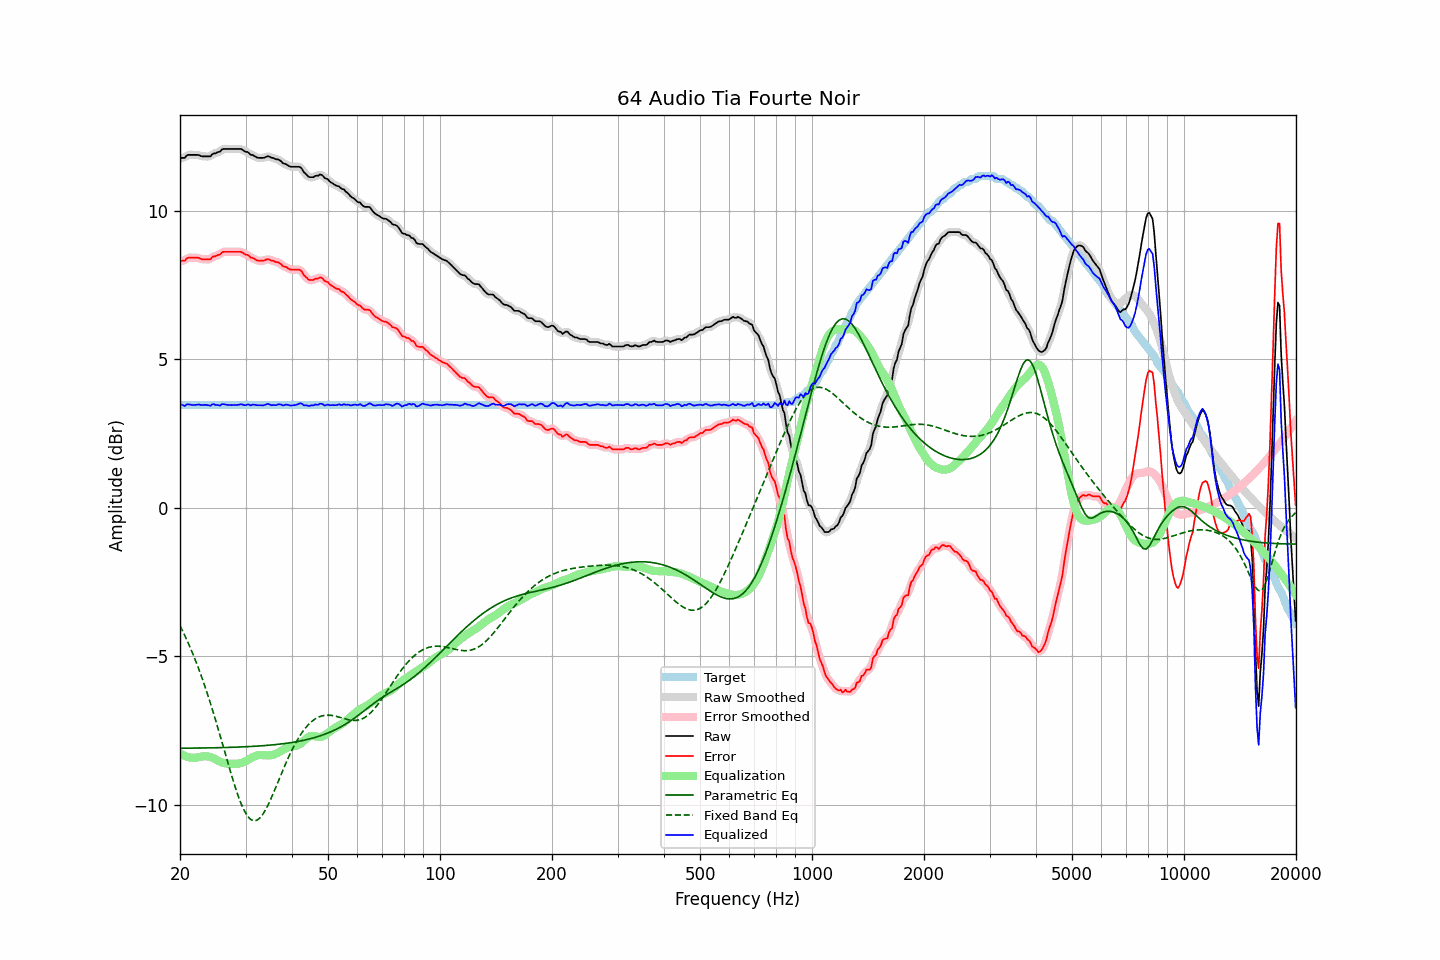 64 Audio Tia Fourte Noir
Amplitude (dBr)
10
5
0
−5
−10
Target
Raw Smoothed
Error Smoothed
Raw
Error
Equalization
Parametric Eq
Fixed Band Eq
Equalized
20 50 100 200 500 1000 2000 5000 10000 20000
Frequency (Hz)